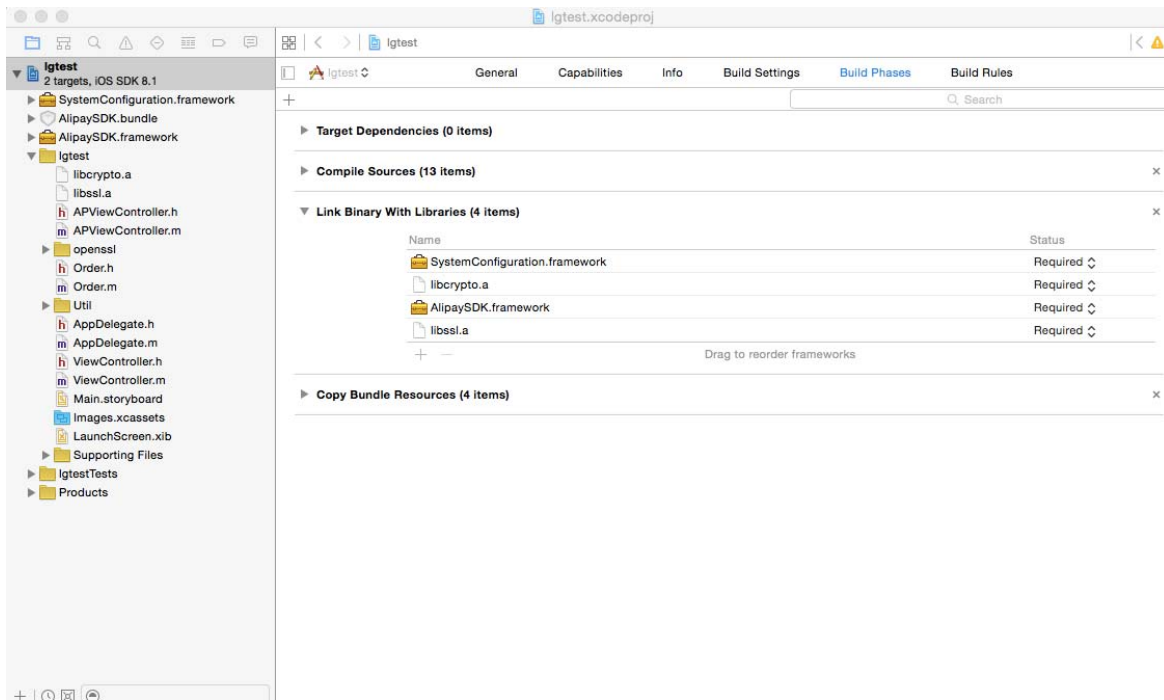 lgtest.xcodeproj
lgtest
lgtest
2 targets, iOS SDK 8.1
SystemConfiguration.framework
AlipaySDK.bundle
AlipaySDK.framework
lgtest
libcrypto.a
libssl.a
h APViewController.h
m APViewController.m
openssl
h Order.h
m Order.m
Util
h AppDelegate.h
m AppDelegate.m
h ViewController.h
m ViewController.m
Main.storyboard
Images.xcassets
LaunchScreen.xib
Supporting Files
lgtestTests
Products
lgtest
General Capabilities Info Build Settings Build Phases Build Rules
Search
Target Dependencies (0 items)
Compile Sources (13 items)
Link Binary With Libraries (4 items)
Name Status
SystemConfiguration.framework Required
libcrypto.a Required
AlipaySDK.framework Required
libssl.a Required
Drag to reorder frameworks
Copy Bundle Resources (4 items)